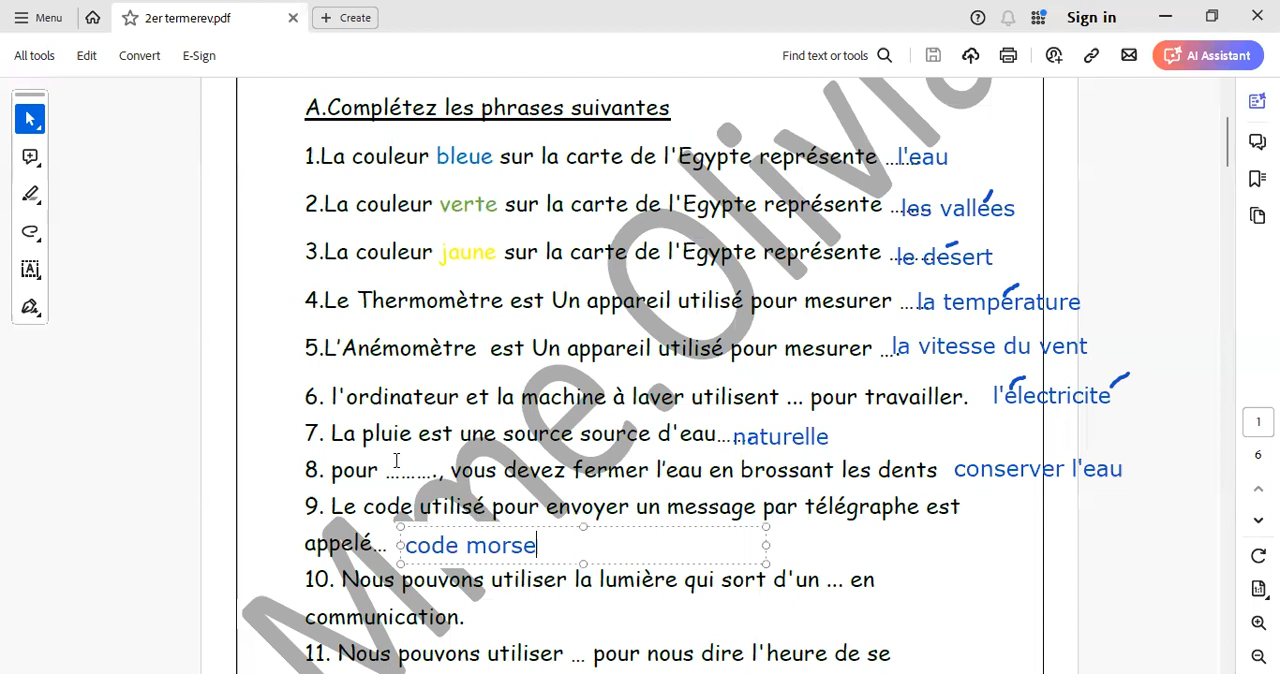 Menu
2er termerev.pdf
Create
Sign in
All tools
Edit
Convert
E-Sign
Find text or tools
AI Assistant
A.Complétez les phrases suivantes
1.La couleur bleue sur la carte de l'Egypte représente ...... l'eau
2.La couleur verte sur la carte de l'Egypte représente ...... les vallées
3.La couleur jaune sur la carte de l'Egypte représente ...... le désert
4.Le Thermomètre est Un appareil utilisé pour mesurer ...... la température
5.L'Anémomètre est Un appareil utilisé pour mesurer .... la vitesse du vent
6. l'ordinateur et la machine à laver utilisent ... pour travailler. l'électricité
7. La pluie est une source source d'eau...... naturelle
8. pour .........., vous devez fermer l'eau en brossant les dents conserver l'eau
9. Le code utilisé pour envoyer un message par télégraphe est
appelé... code morse
10. Nous pouvons utiliser la lumière qui sort d'un ... en
communication.
11. Nous pouvons utiliser ... pour nous dire l'heure de se
Mme.Olivia
1
6